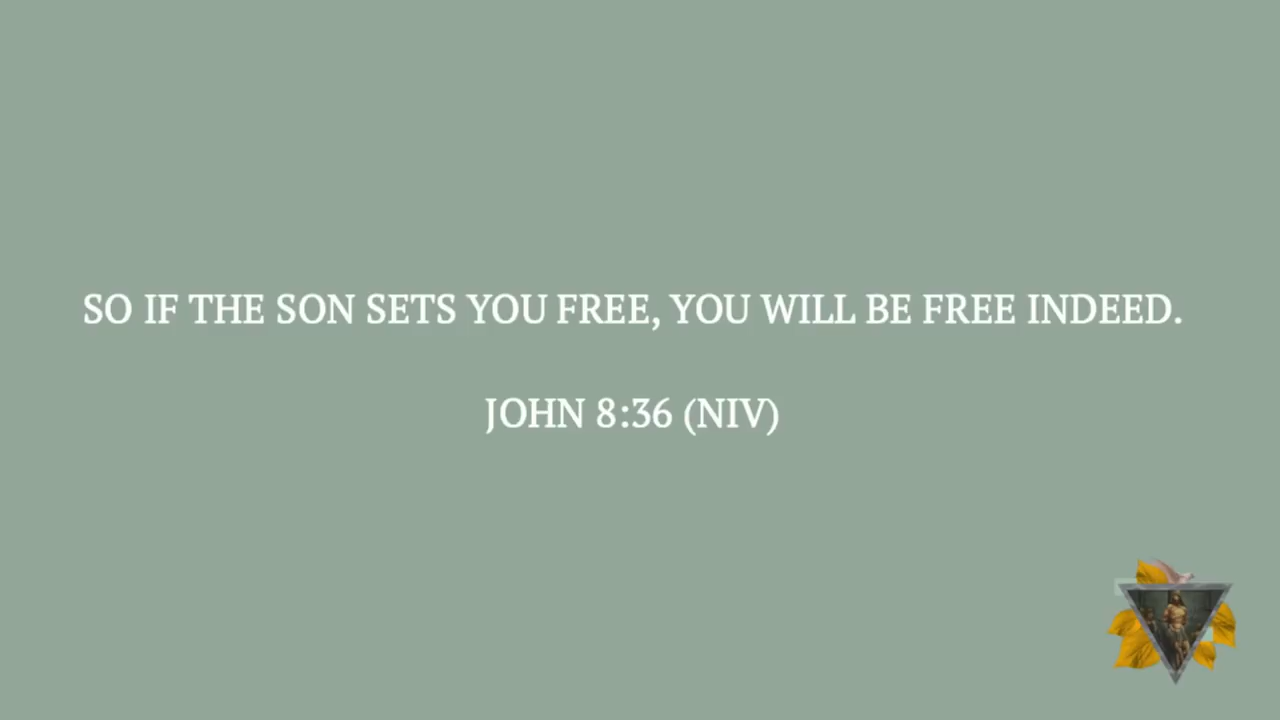 SO IF THE SON SETS YOU FREE, YOU WILL BE FREE INDEED.
JOHN 8:36 (NIV)